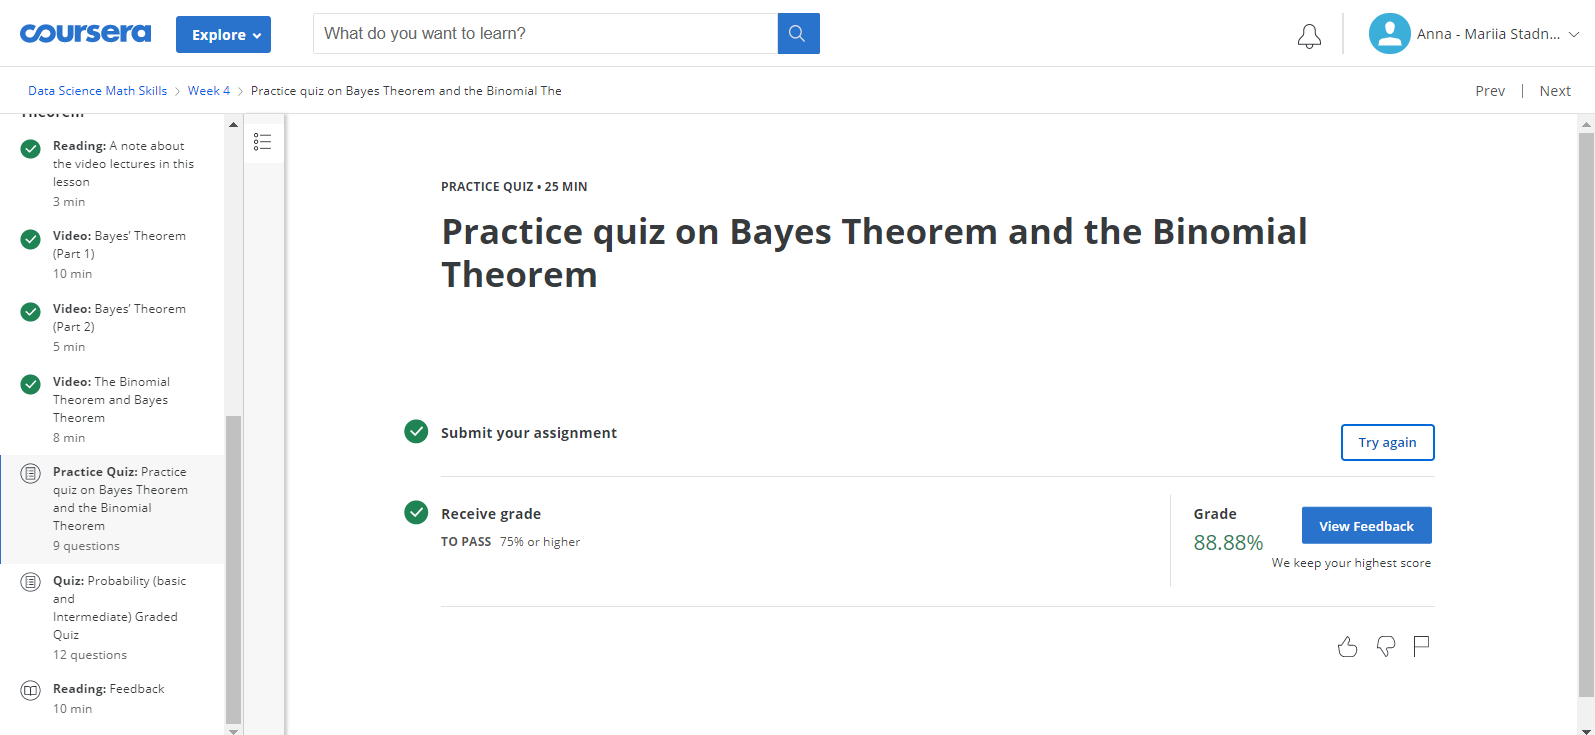 coursera
Explore
What do you want to learn?
Anna - Mariia Stadn...
Data Science Math Skills
Week 4
Practice quiz on Bayes Theorem and the Binomial The
Prev
Next
Theorem
Reading: A note about
the video lectures in this
lesson
3 min
Video: Bayes’ Theorem
(Part 1)
10 min
Video: Bayes’ Theorem
(Part 2)
5 min
Video: The Binomial
Theorem and Bayes
Theorem
8 min
Practice Quiz: Practice
quiz on Bayes Theorem
and the Binomial
Theorem
9 questions
Quiz: Probability (basic
and
Intermediate) Graded
Quiz
12 questions
Reading: Feedback
10 min
PRACTICE QUIZ • 25 MIN
Practice quiz on Bayes Theorem and the Binomial
Theorem
Submit your assignment
Try again
Receive grade
TO PASS 75% or higher
Grade
88.88%
View Feedback
We keep your highest score